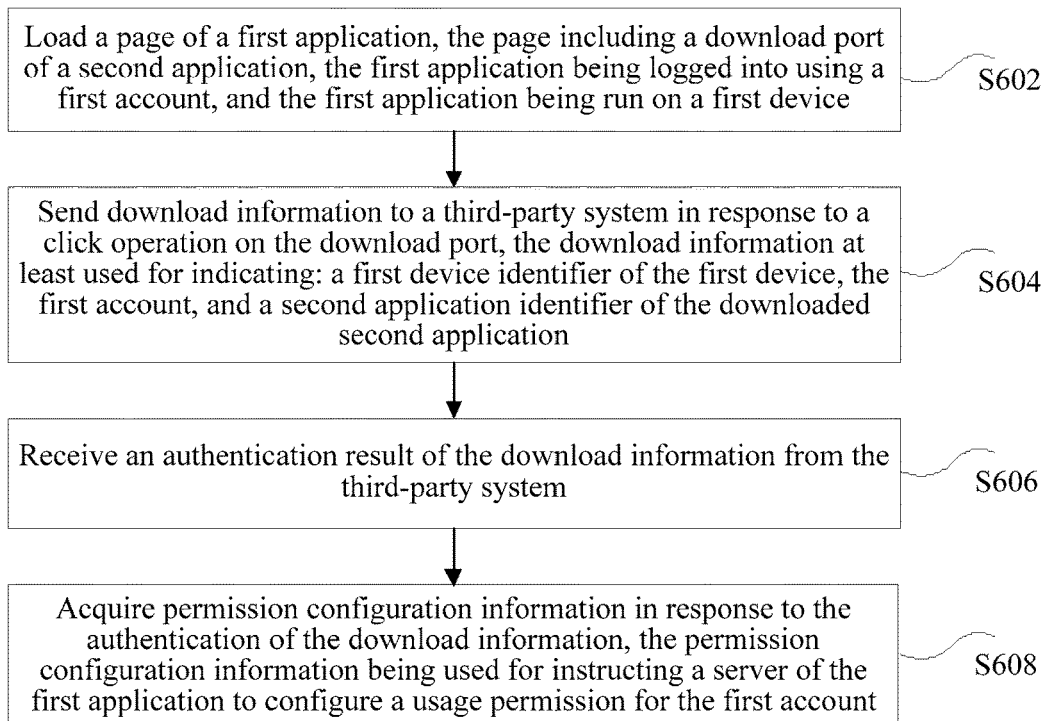 Load a page of a first application, the page including a download port
of a second application, the first application being logged into using a
first account, and the first application being run on a first device
S602
Send download information to a third-party system in response to a
click operation on the download port, the download information at
least used for indicating: a first device identifier of the first device, the
first account, and a second application identifier of the downloaded
second application
S604
Receive an authentication result of the download information from the
third-party system
S606
Acquire permission configuration information in response to the
authentication of the download information, the permission
configuration information being used for instructing a server of the
first application to configure a usage permission for the first account
S608